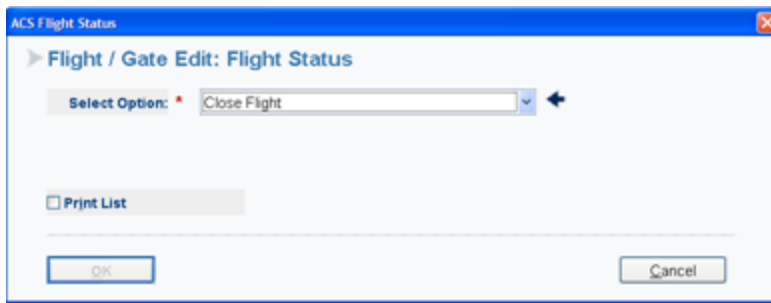 ACS Flight Status
Flight / Gate Edit: Flight Status
Select Option: * Close Flight
Print List
OK Cancel